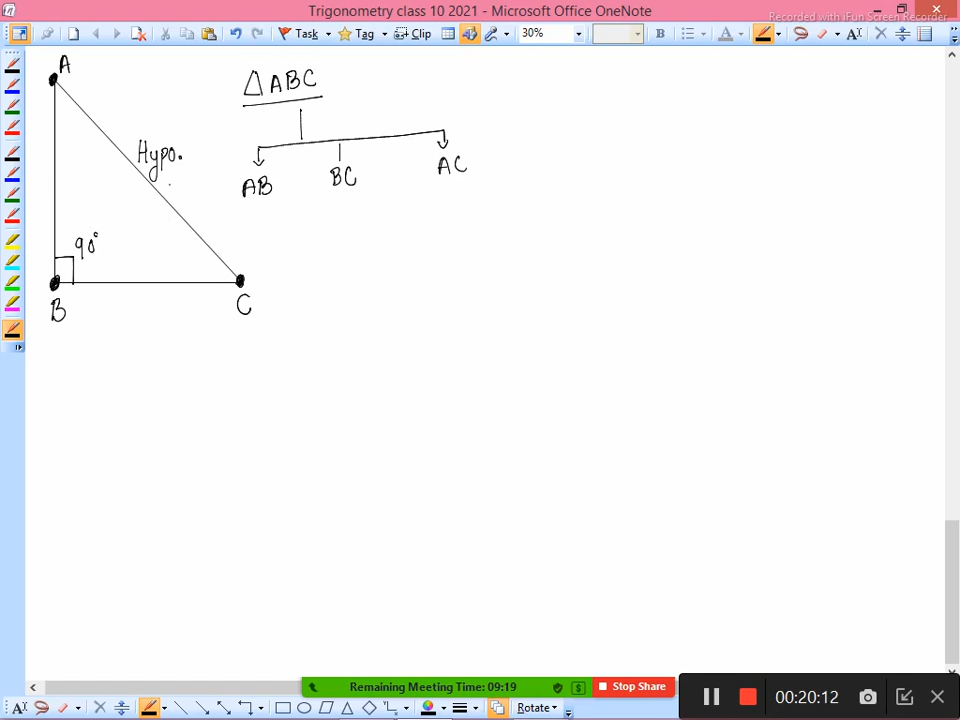 Trigonometry class 10 2021 - Microsoft Office OneNote
Recorded with iFun Screen Recorder
Task Tag Clip 30% B A A
A
△ABC
Hypo.
AB BC AC
90°
B C
Remaining Meeting Time: 09:19 $ Stop Share
00:20:12
A Rotate